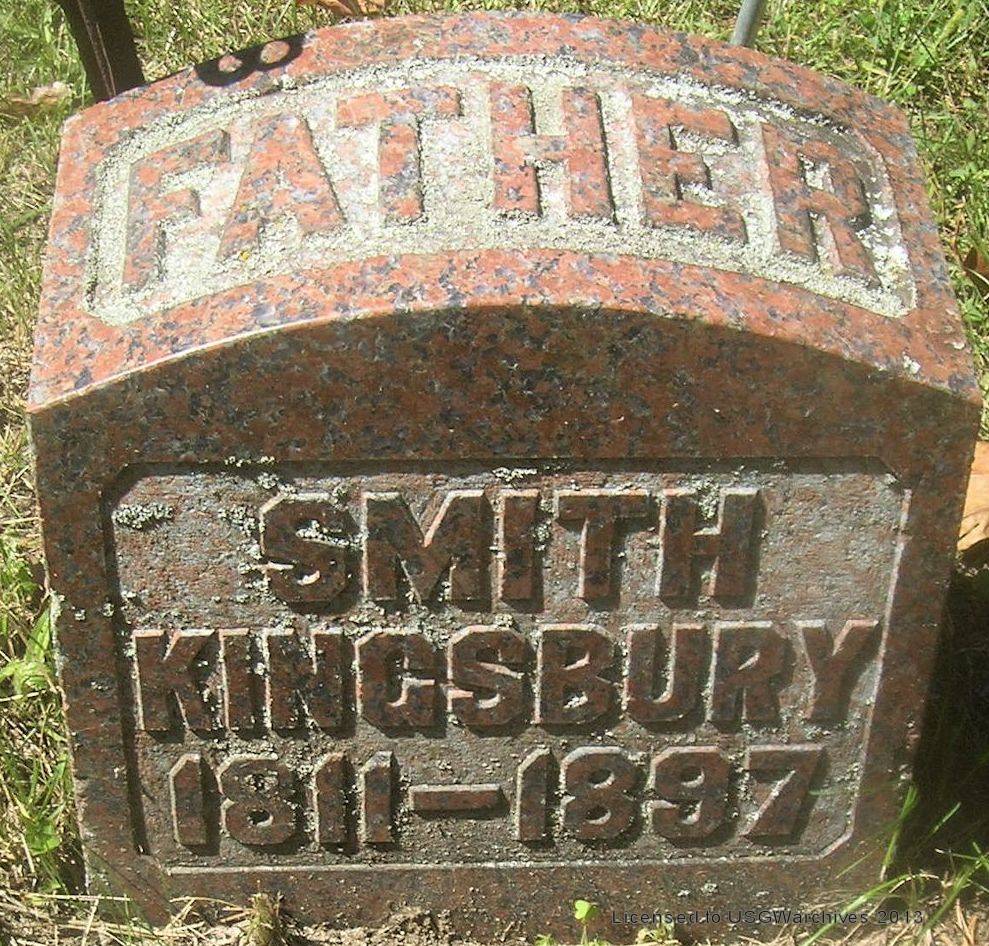 8
FATHER
SMITH
KINGSBURY
1811-1897
Licensed to USGWarchives 2013